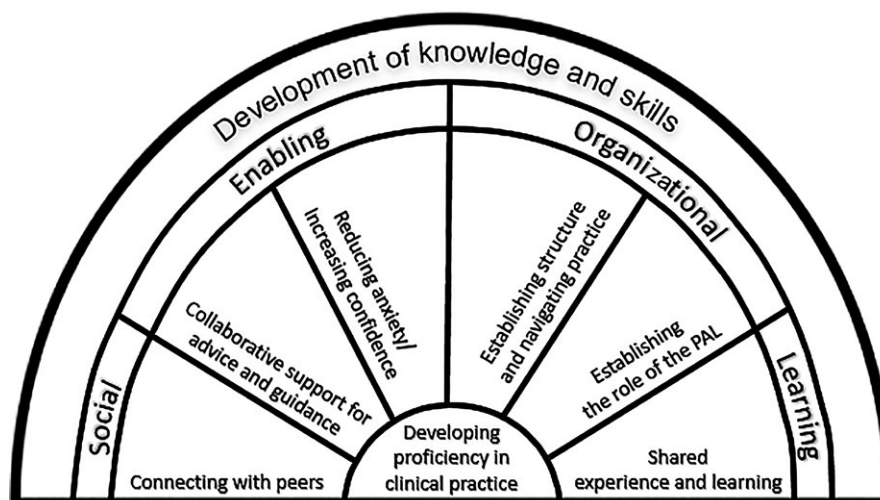 Development of knowledge and skills
Enabling
Organizational
Social
Learning
Reducing anxiety/
Increasing confidence
Establishing structure
and navigating practice
Collaborative support for
advice and guidance
Establishing
the role of the PAL
Connecting with peers
Developing
proficiency in
clinical practice
Shared
experience and learning